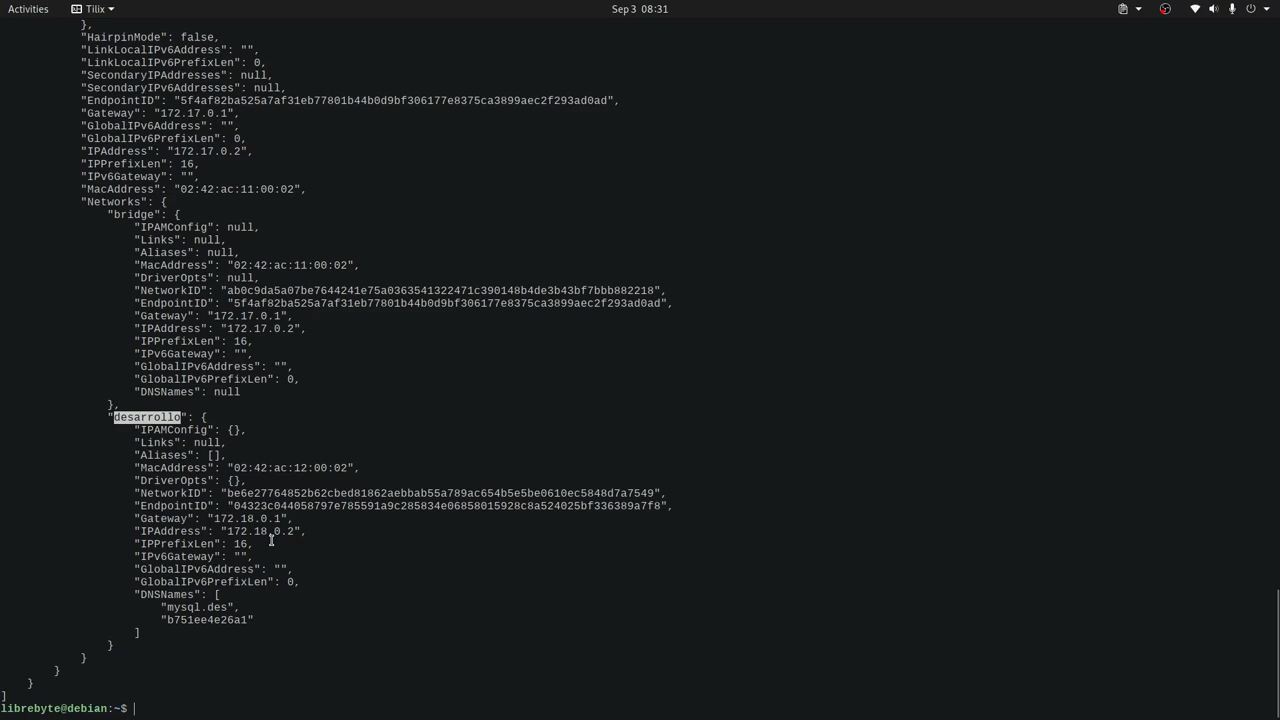 Activities Tilix Sep 3 08:31
},
"HairpinMode": false,
"LinkLocalIPv6Address": "",
"LinkLocalIPv6PrefixLen": 0,
"SecondaryIPAddresses": null,
"SecondaryIPv6Addresses": null,
"EndpointID": "5f4af82ba525a7af31eb77801b44b0d9bf306177e8375ca3899aec2f293ad0ad",
"Gateway": "172.17.0.1",
"GlobalIPv6Address": "",
"GlobalIPv6PrefixLen": 0,
"IPAddress": "172.17.0.2",
"IPPrefixLen": 16,
"IPv6Gateway": "",
"MacAddress": "02:42:ac:11:00:02",
"Networks": {
"bridge": {
"IPAMConfig": null,
"Links": null,
"Aliases": null,
"MacAddress": "02:42:ac:11:00:02",
"DriverOpts": null,
"NetworkID": "ab0c9da5a07be7644241e75a0363541322471c390148b4de3b43bf7bbb882218",
"EndpointID": "5f4af82ba525a7af31eb77801b44b0d9bf306177e8375ca3899aec2f293ad0ad",
"Gateway": "172.17.0.1",
"IPAddress": "172.17.0.2",
"IPPrefixLen": 16,
"IPv6Gateway": "",
"GlobalIPv6Address": "",
"GlobalIPv6PrefixLen": 0,
"DNSNames": null
},
"desarrollo": {
"IPAMConfig": {},
"Links": null,
"Aliases": [],
"MacAddress": "02:42:ac:12:00:02",
"DriverOpts": {},
"NetworkID": "be6e27764852b62cbed81862aebbab55a789ac654b5e5be0610ec5848d7a7549",
"EndpointID": "04323c044058797e785591a9c285834e06858015928c8a524025bf336389a7f8",
"Gateway": "172.18.0.1",
"IPAddress": "172.18.0.2",
"IPPrefixLen": 16,
"IPv6Gateway": "",
"GlobalIPv6Address": "",
"GlobalIPv6PrefixLen": 0,
"DNSNames": [
"mysql.des",
"b751ee4e26a1"
]
}
}
}
}
]
librebyte@debian:~$